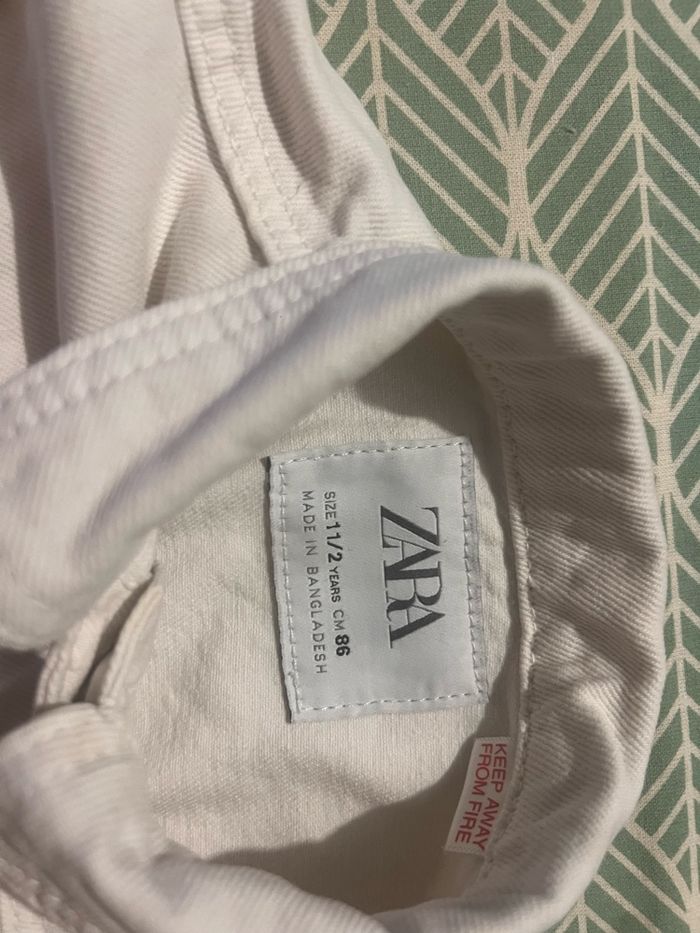 ZARA
SIZE 1 1/2 YEARS CM 86
MADE IN BANGLADESH
KEEP AWAY
FROM FIRE